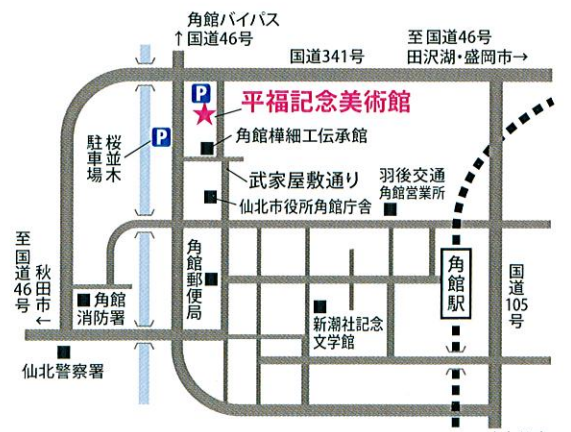 角館バイパス
↑国道46号
国道341号
至国道46号
田沢湖・盛岡市→
P
平福記念美術館
P
桜並木
駐車場
角館樺細工伝承館
武家屋敷通り
仙北市役所角館庁舎
羽後交通
角館営業所
至国道46号
秋田市←
角館
消防署
角館郵便局
角館駅
国道105号
新潮社記念
文学館
仙北警察署